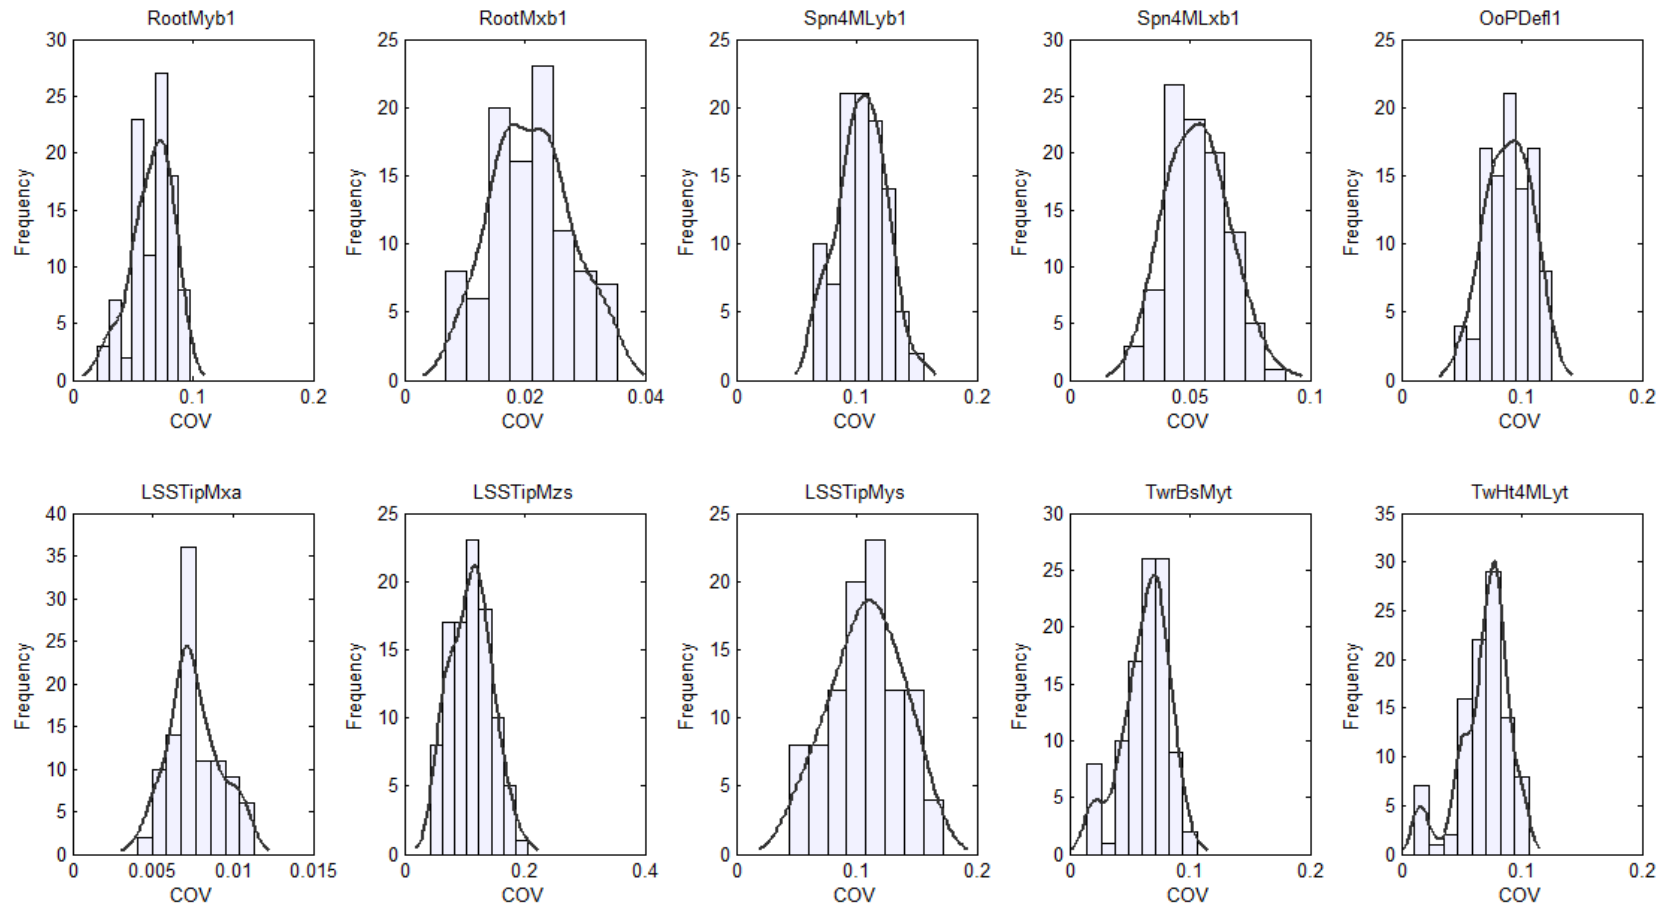 RootMyb1 RootMxb1 Spn4MLyb1 Spn4MLxb1 OoPDefl1
30 25 25 30 25
25 20 20 25 20
20 15 15 20 15
15 10 10 15 10
10 5 5 10 5
5 0 0 5 0
0 0
Frequency Frequency Frequency Frequency Frequency
0 0.1 0.2 0 0.02 0.04 0 0.1 0.2 0 0.05 0.1 0 0.1 0.2
COV COV COV COV COV
LSSTipMxa LSSTipMzs LSSTipMys TwrBsMyt TwHt4MLyt
40 25 25 30 35
35 20 20 25 30
30 15 15 20 25
25 10 10 15 20
20 5 5 10 15
15 0 0 5 10
10 0 5
5 0
0
Frequency Frequency Frequency Frequency Frequency
0 0.005 0.01 0.015 0 0.2 0.4 0 0.1 0.2 0 0.1 0.2 0 0.1 0.2
COV COV COV COV COV